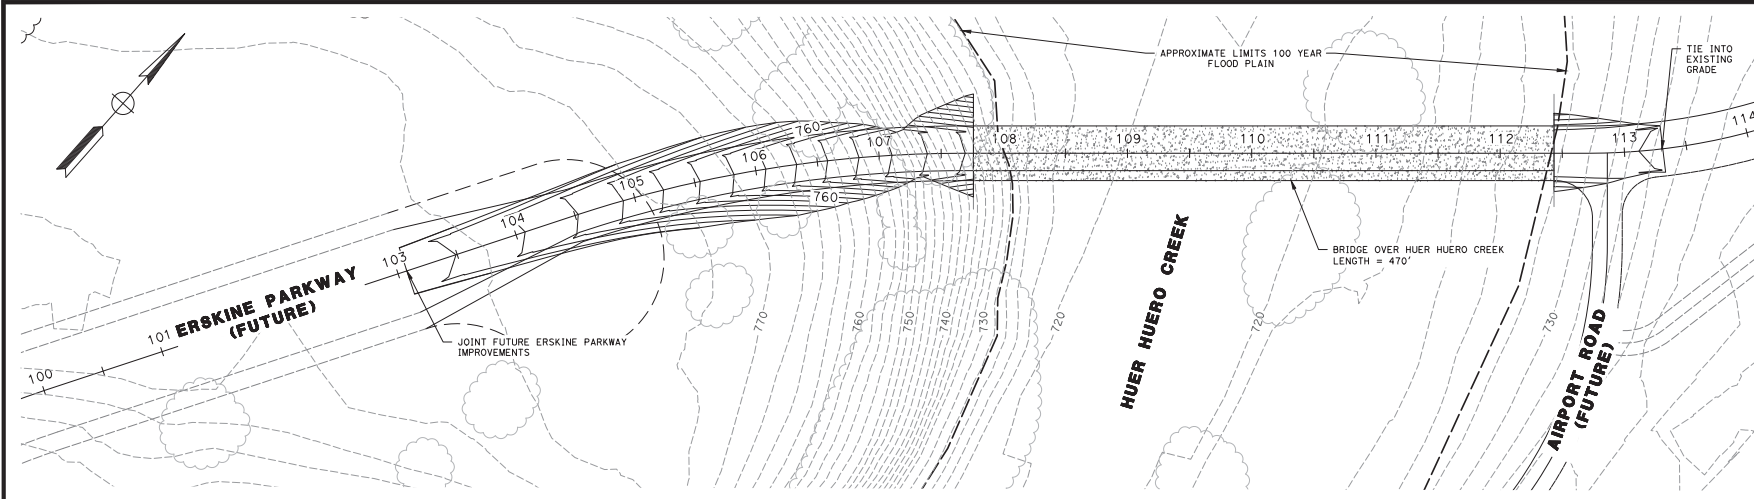 APPROXIMATE LIMITS 100 YEAR
FLOOD PLAIN
TIE INTO
EXISTING
GRADE
100
101
103
104
105
106
107
108
109
110
111
112
113
114
760
760
ERSKINE PARKWAY
(FUTURE)
JOINT FUTURE ERSKINE PARKWAY
IMPROVEMENTS
BRIDGE OVER HUER HUERO CREEK
LENGTH = 470'
HUER HUERO CREEK
770
760
750
740
730
720
720
730
AIRPORT ROAD
(FUTURE)